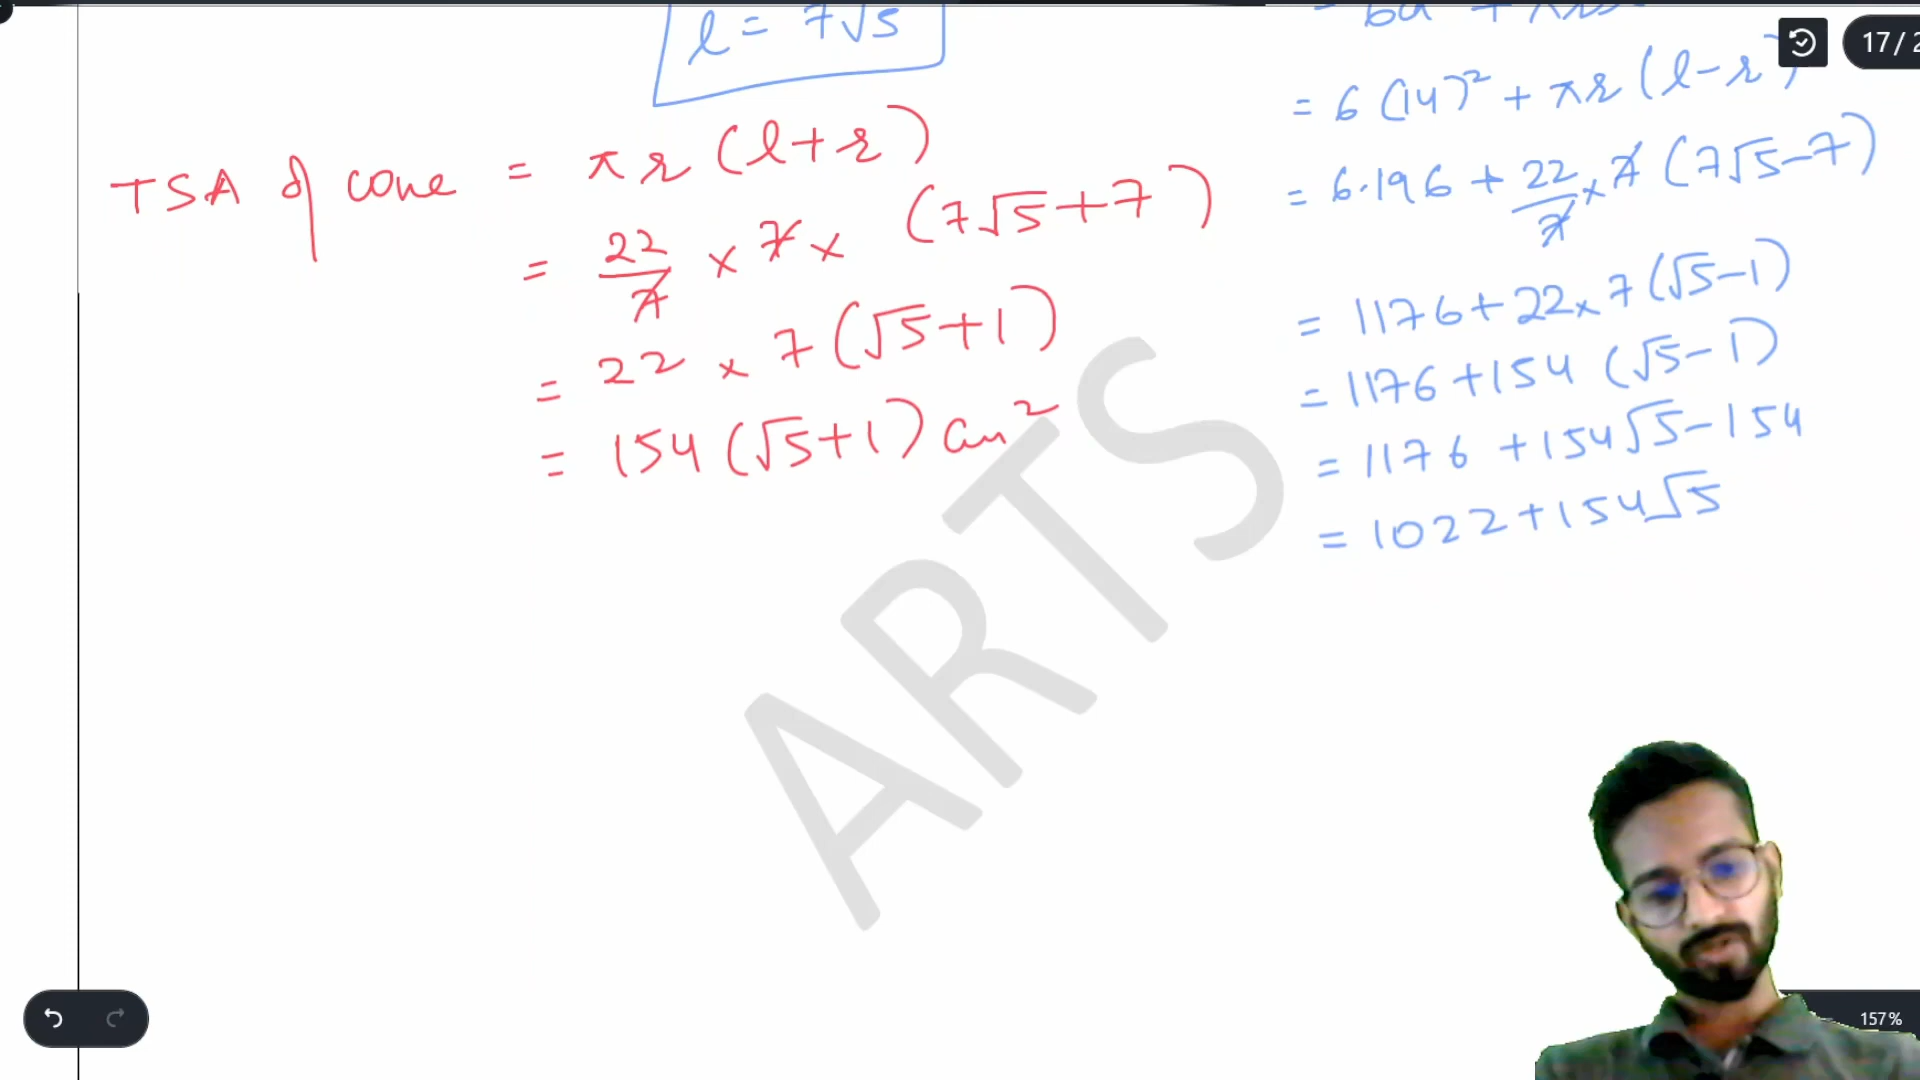 l = 7√5
TSA of cone = πr (l+r)
= 22/7 × 7 × (7√5+7)
= 22 × 7 (√5+1)
= 154 (√5+1) cm²
= 6(14)² + πr (l-r)
= 6.196 + 22/7 × 7 (7√5-7)
= 1176+22×7(√5-1)
= 1176+154 (√5-1)
= 1176 +154√5-154
= 1022+154√5
ARTS
17/2
157%